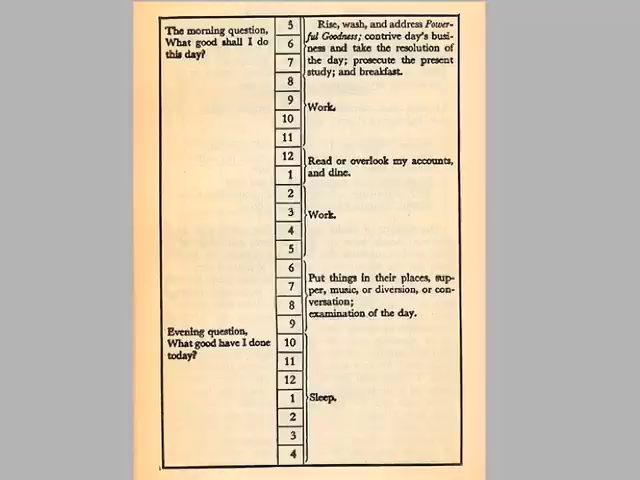 The morning question,
What good shall I do
this day?
5
6
7
8
9
10
11
12
1
2
3
4
5
6
7
8
9
10
11
12
1
2
3
4
Rise, wash, and address Power-
ful Goodness; contrive day's busi-
ness and take the resolution of
the day; prosecute the present
study; and breakfast.
Work.
Read or overlook my accounts,
and dine.
Work.
Put things in their places, sup-
per, music, or diversion, or con-
versation;
examination of the day.
Evening question,
What good have I done
today?
Sleep.